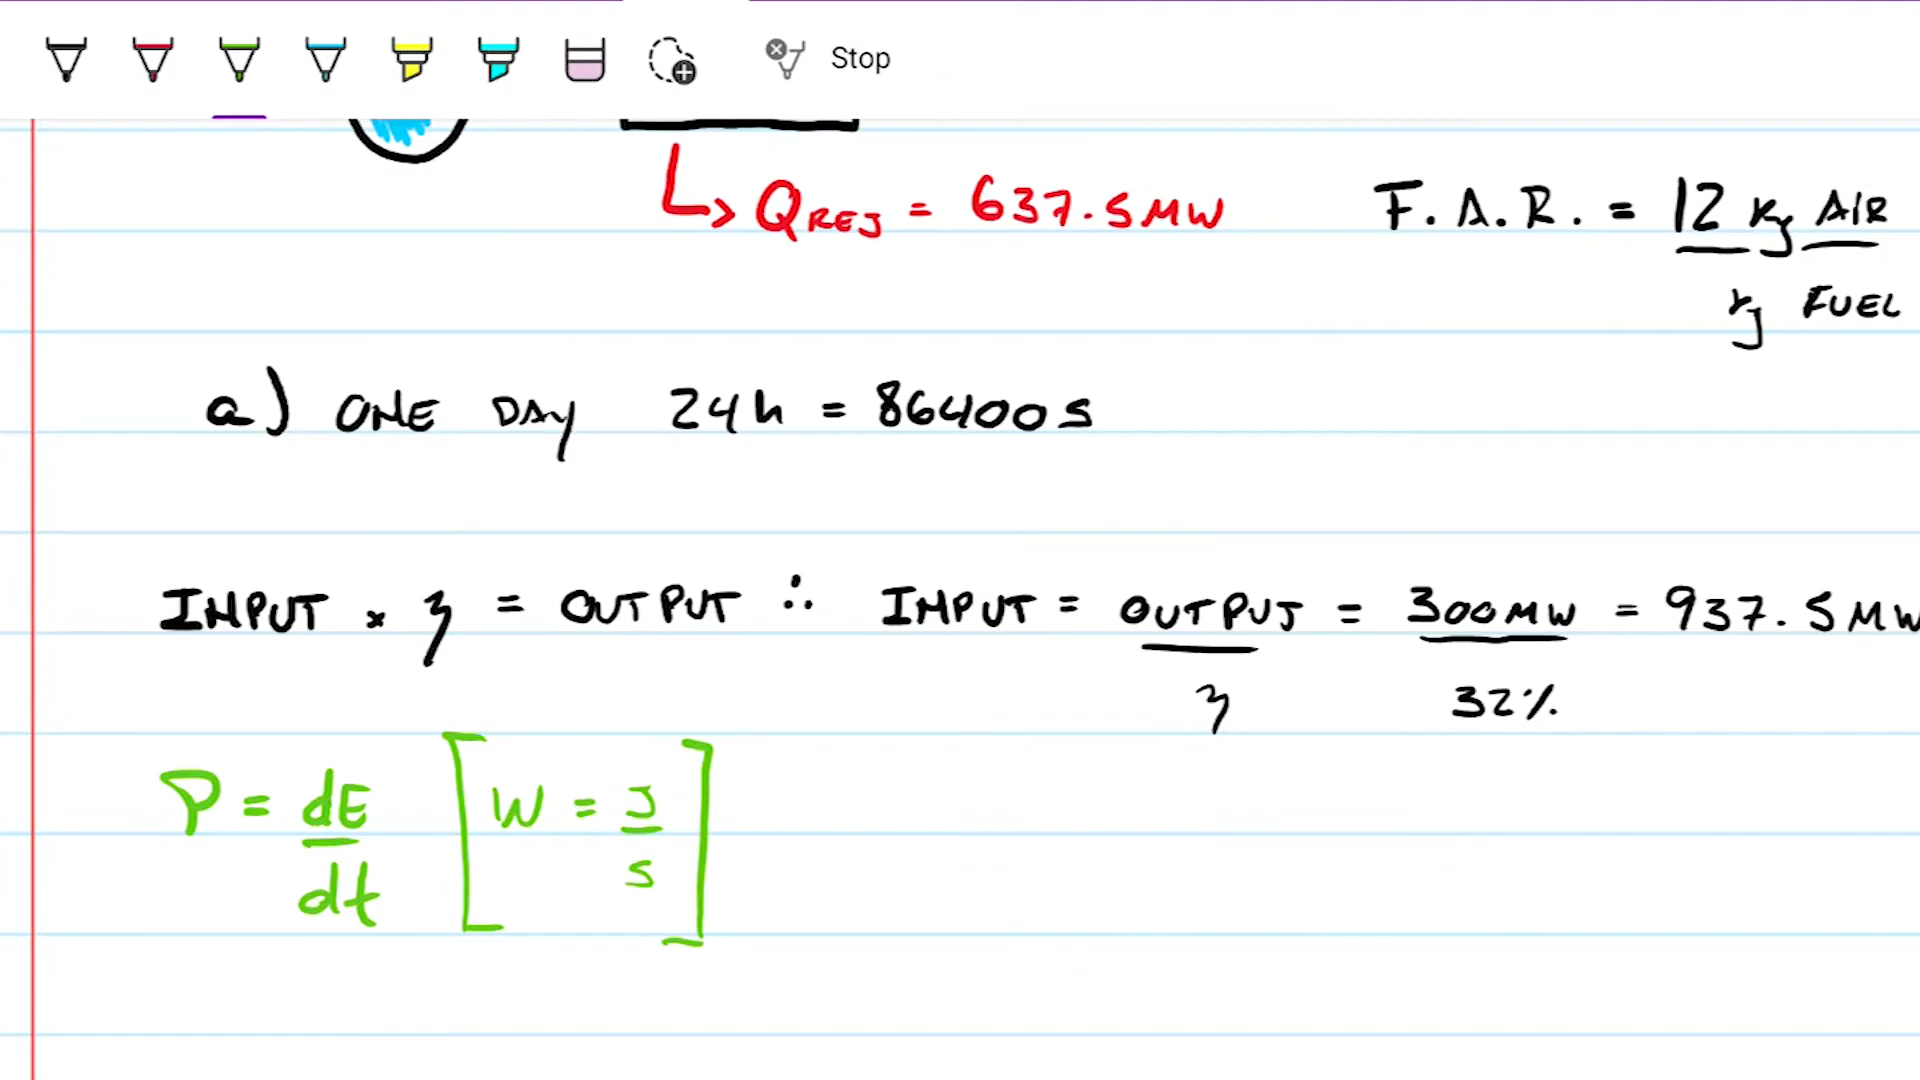 Stop
QREJ = 637.5MW
F.A.R. = 12 kg AIR
kg FUEL
a) ONE DAY 24h = 86400s
INPUT × η = OUTPUT ∴ INPUT = OUTPUT = 300MW = 937.5MW
η 32%
P = dE [W = J
dt s]